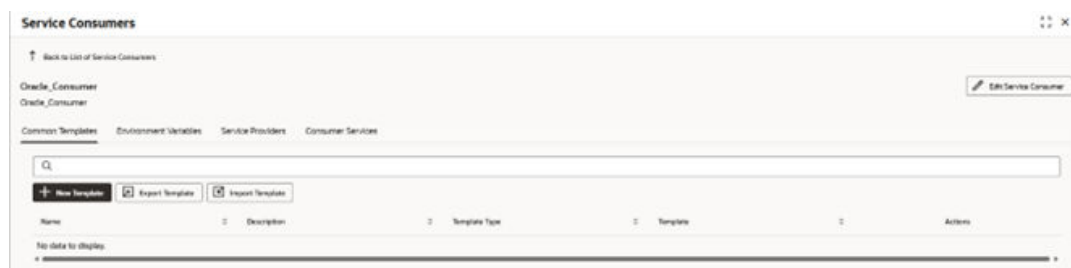 Service Consumers
Back to List of Service Consumers
Oracle_Consumer
Edit Service Consumer
Oracle_Consumer
Common Templates Environment Variables Service Providers Consumer Services
New Template Export Template Import Template
Name Description Template Type Template Actions
No data to display.